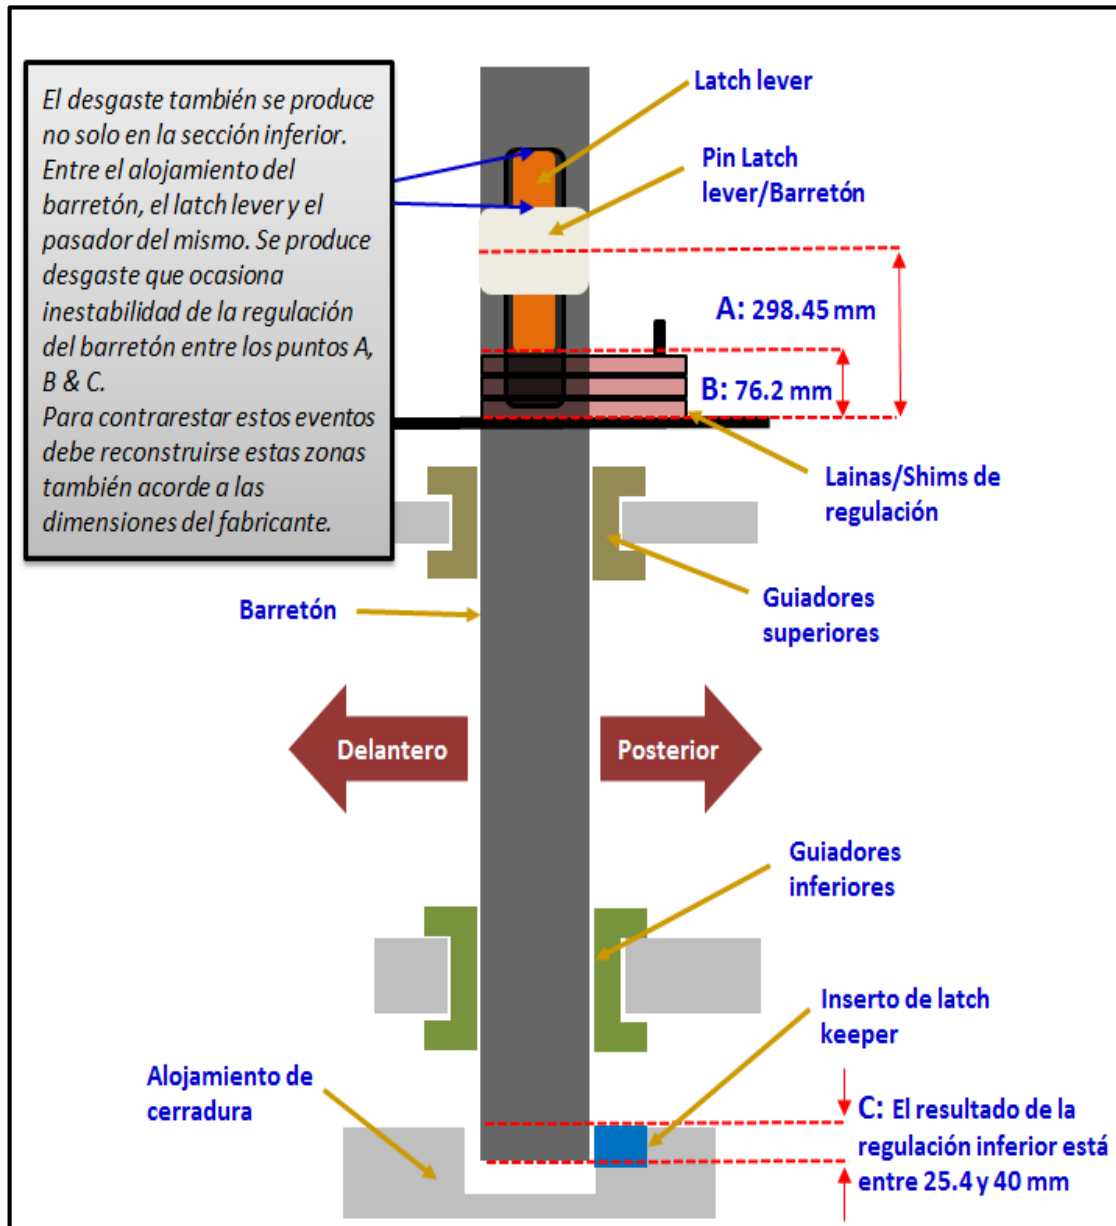 El desgaste también se produce
no solo en la sección inferior.
Entre el alojamiento del
barretón, el latch lever y el
pasador del mismo. Se produce
desgaste que ocasiona
inestabilidad de la regulación
del barretón entre los puntos A,
B & C.
Para contrarestar estos eventos
debe reconstruirse estas zonas
también acorde a las
dimensiones del fabricante.
Latch lever
Pin Latch
lever/Barretón
A: 298.45 mm
B: 76.2 mm
Lainas/Shims de
regulación
Guiadores
superiores
Barretón
Delantero
Posterior
Guiadores
inferiores
Inserto de latch
keeper
Alojamiento de
cerradura
C: El resultado de la
regulación inferior está
entre 25.4 y 40 mm